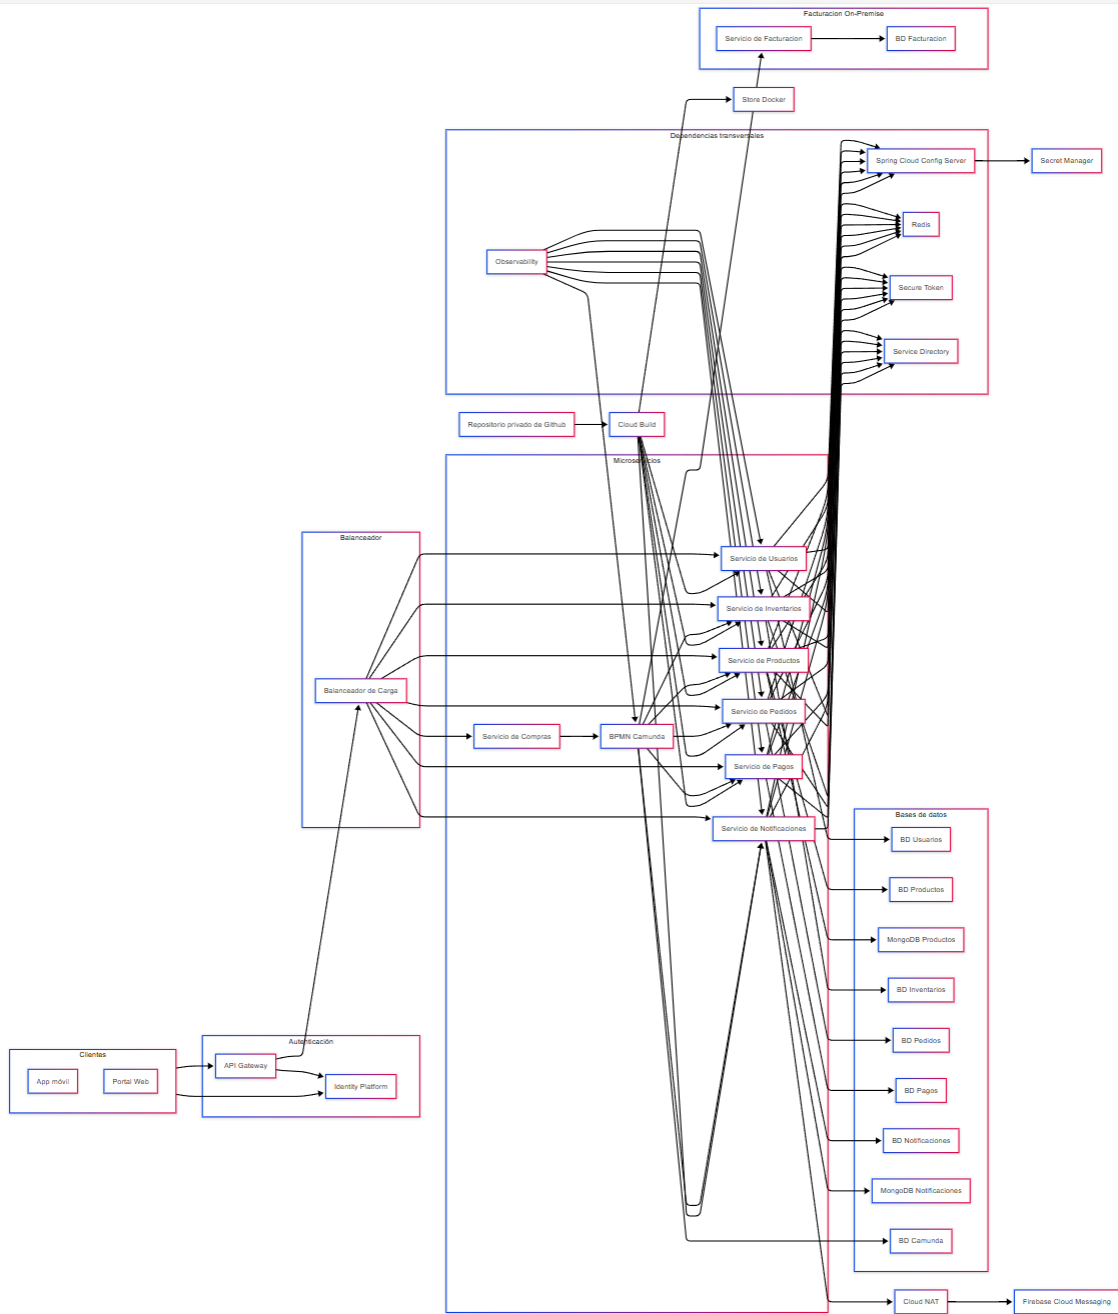 Facturacion On-Premise
Servicio de Facturacion
BD Facturacion
Store Docker
Dependencias transversales
Spring Cloud Config Server
Secret Manager
Redis
Observability
Secure Token
Service Directory
Repositorio privado de Github
Cloud Build
Microservicios
Balanceador
Servicio de Usuarios
Servicio de Inventarios
Servicio de Productos
Balanceador de Carga
Servicio de Pedidos
Servicio de Compras
BPMN Camunda
Servicio de Pagos
Bases de datos
Servicio de Notificaciones
BD Usuarios
BD Productos
MongoDB Productos
BD Inventarios
BD Pedidos
Autenticación
Clientes
API Gateway
App móvil
Portal Web
Identity Platform
BD Pagos
BD Notificaciones
MongoDB Notificaciones
BD Camunda
Cloud NAT
Firebase Cloud Messaging